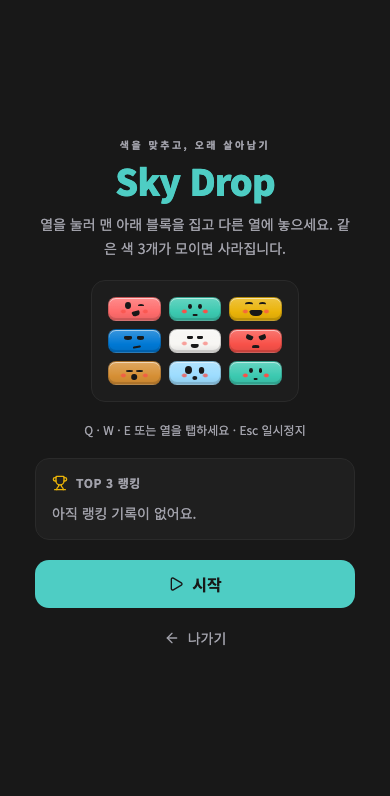 색을 맞추고, 오래 살아남기
Sky Drop
열을 눌러 맨 아래 블록을 집고 다른 열에 놓으세요. 같
은 색 3개가 모이면 사라집니다.
Q · W · E 또는 열을 탭하세요 · Esc 일시정지
TOP 3 랭킹
아직 랭킹 기록이 없어요.
시작
나가기